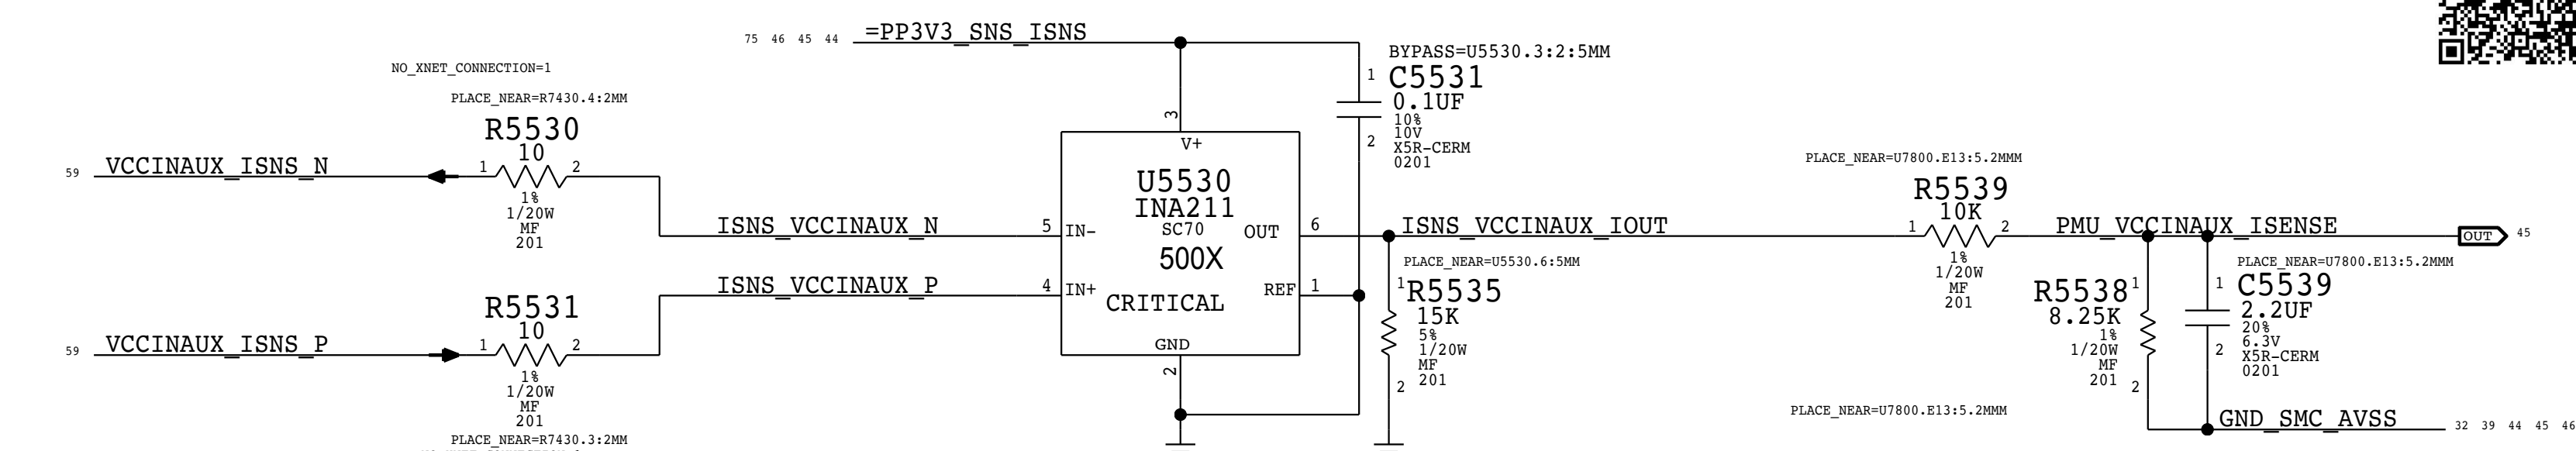 75 46 45 44 =PP3V3_SNS_ISNS
NO_XNET_CONNECTION=1
PLACE_NEAR=R7430.4:2MM
R5530
10
59 VCCINAUX_ISNS_N
1 2
1%
1/20W
MF
201
ISNS_VCCINAUX_N
R5531
10
59 VCCINAUX_ISNS_P
1 2
1%
1/20W
MF
201
PLACE_NEAR=R7430.3:2MM
ISNS_VCCINAUX_P
3
V+
U5530
INA211
SC70
500X
CRITICAL
5 IN-
4 IN+
OUT 6
REF 1
GND
2
BYPASS=U5530.3:2:5MM
1 C5531
0.1UF
10%
10V
2 X5R-CERM
0201
ISNS_VCCINAUX_IOUT
PLACE_NEAR=U5530.6:5MM
1 R5535
15K
5%
1/20W
MF
2 201
PLACE_NEAR=U7800.E13:5.2MMM
R5539
10K
1 2
1%
1/20W
MF
201
PMU_VCCINAUX_ISENSE
OUT 45
R5538 1
8.25K
1%
1/20W
MF
201 2
PLACE_NEAR=U7800.E13:5.2MMM
PLACE_NEAR=U7800.E13:5.2MMM
1 C5539
2.2UF
20%
6.3V
2 X5R-CERM
0201
GND_SMC_AVSS 32 39 44 45 46